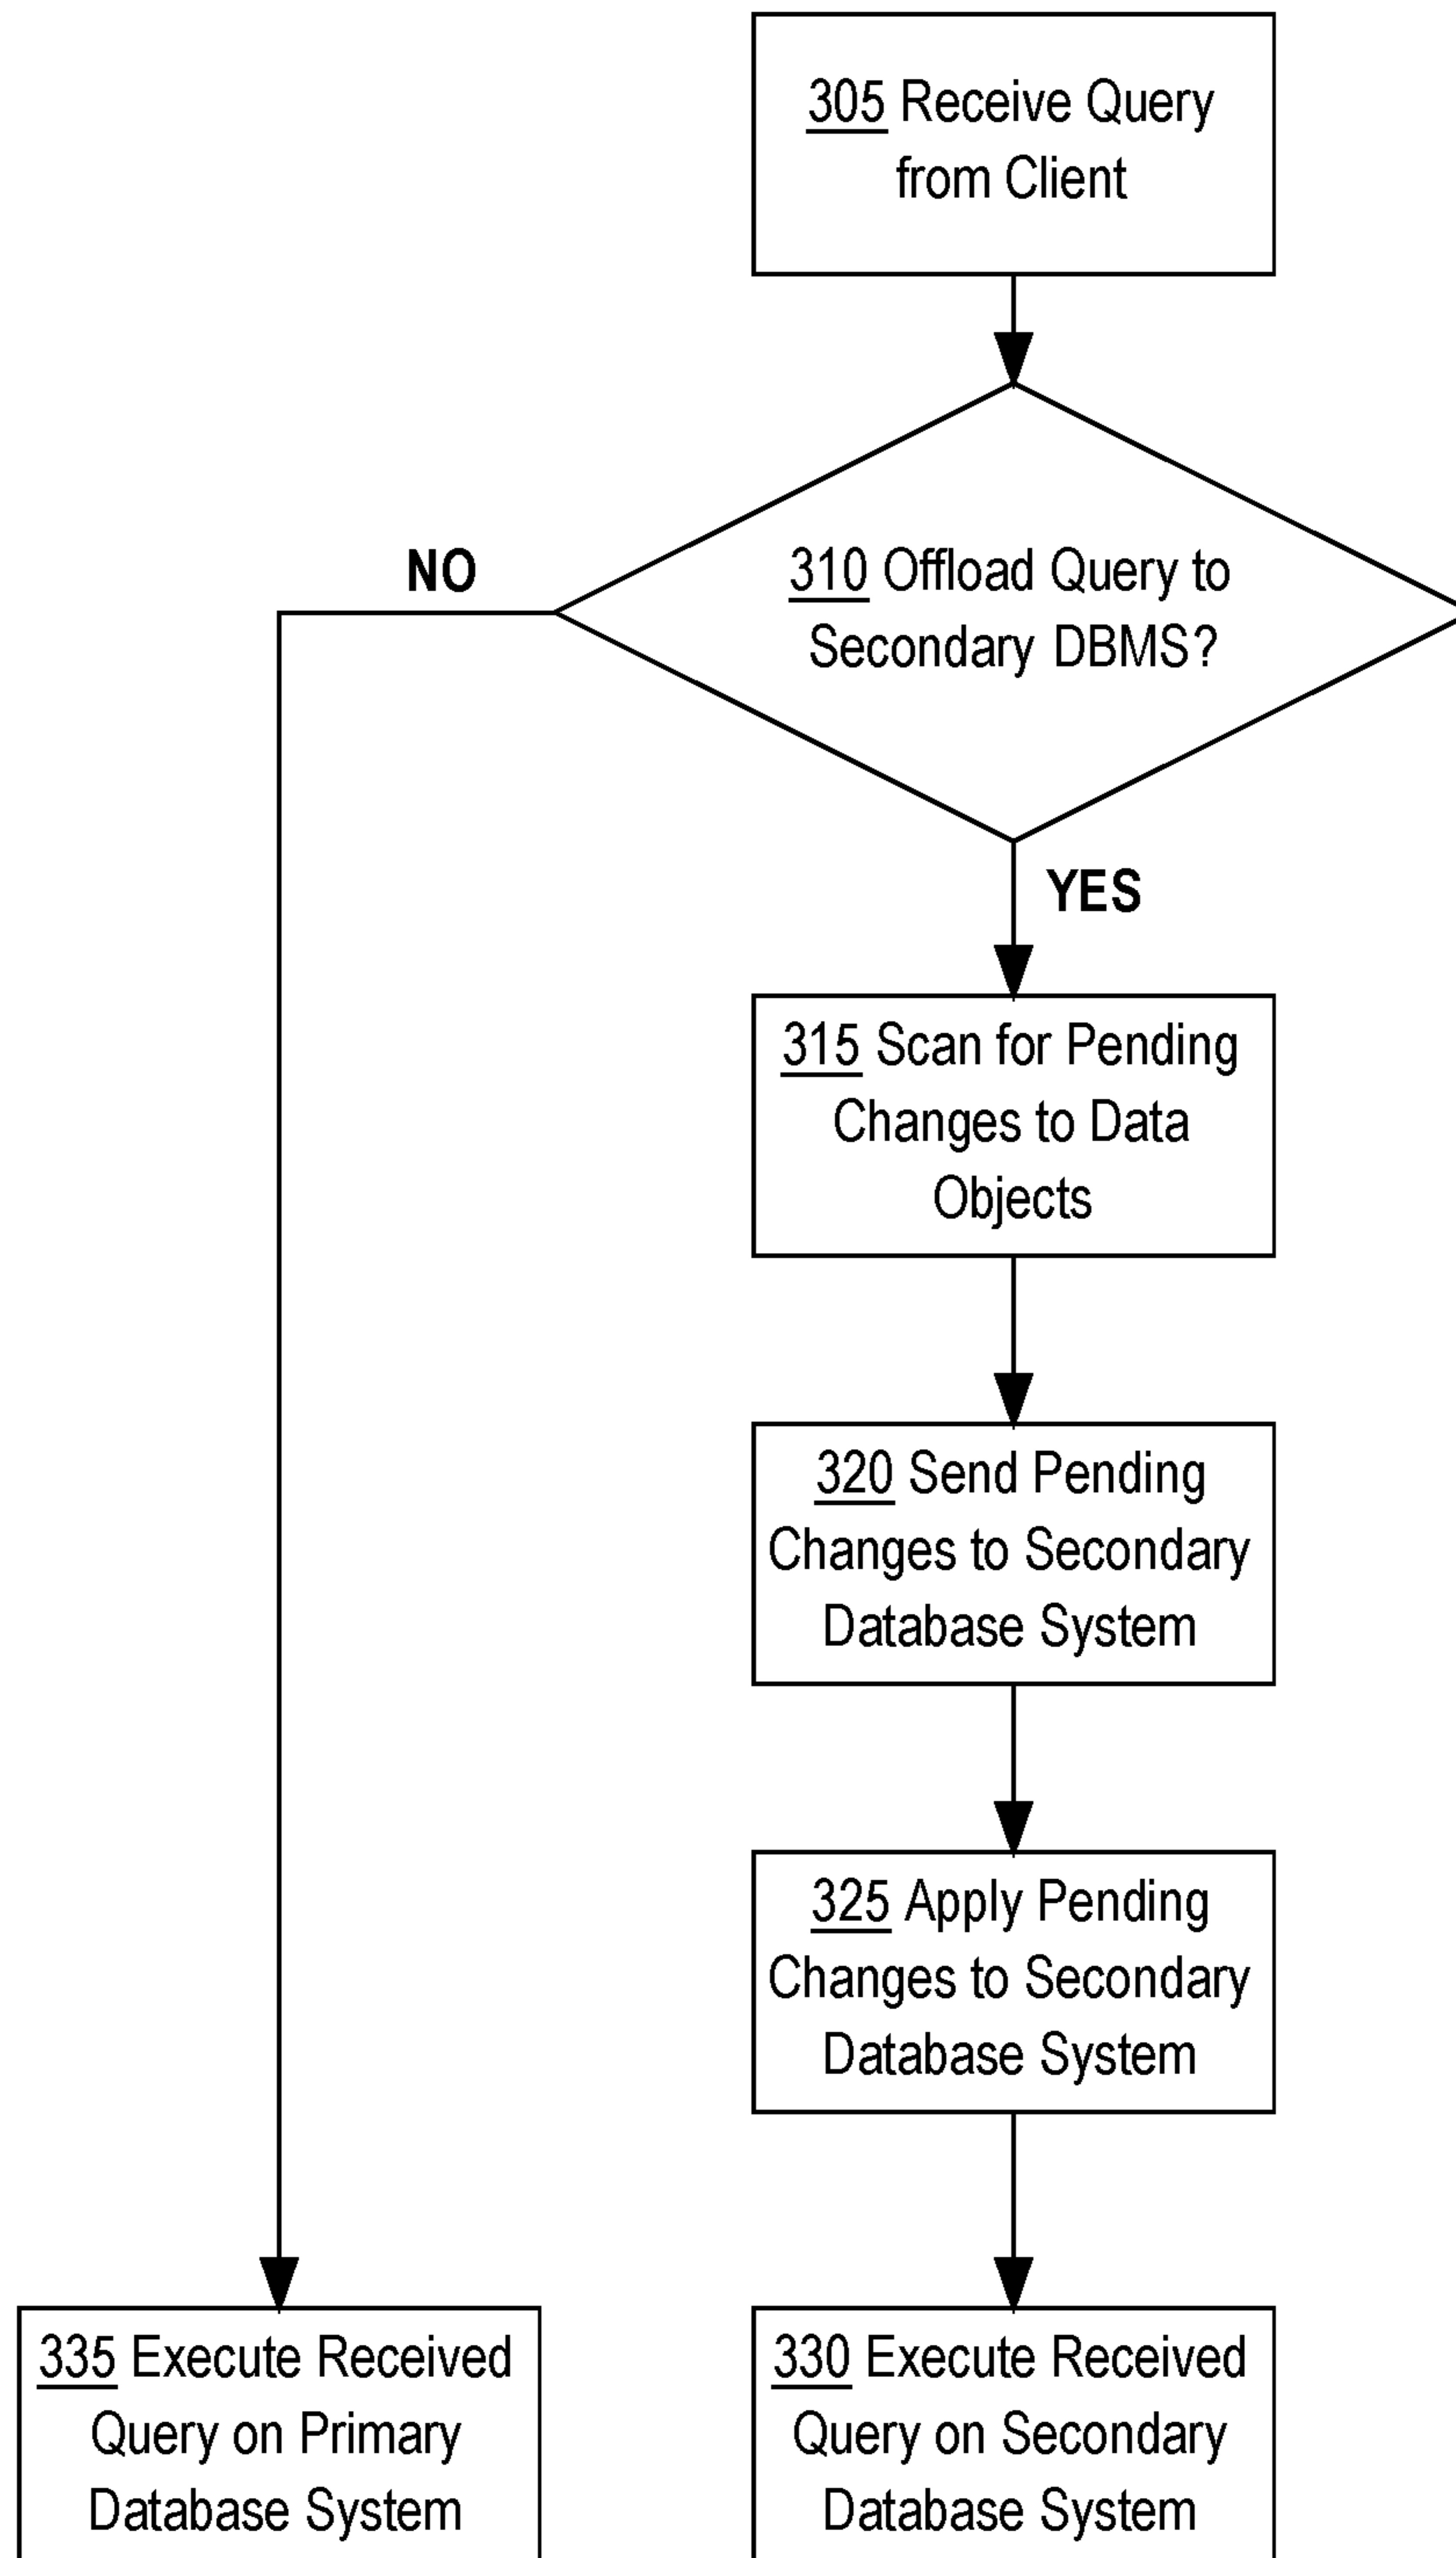 305 Receive Query
from Client
310 Offload Query to
Secondary DBMS?
NO
YES
315 Scan for Pending
Changes to Data
Objects
320 Send Pending
Changes to Secondary
Database System
325 Apply Pending
Changes to Secondary
Database System
335 Execute Received
Query on Primary
Database System
330 Execute Received
Query on Secondary
Database System